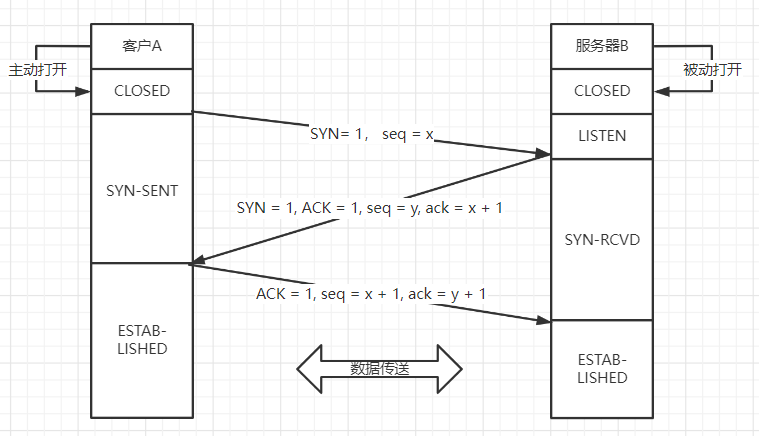 客户A
服务器B
主动打开
被动打开
CLOSED
CLOSED
SYN= 1， seq = x
LISTEN
SYN-SENT
SYN = 1, ACK = 1, seq = y, ack = x + 1
SYN-RCVD
ACK = 1, seq = x + 1, ack = y + 1
ESTAB-
LISHED
数据传送
ESTAB-
LISHED